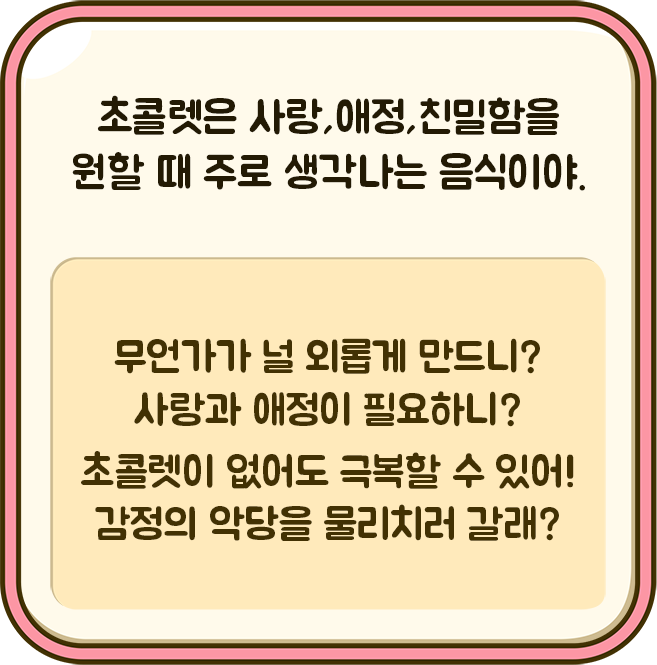 초콜렛은 사랑,애정,친밀함을
원할 때 주로 생각나는 음식이야.
무언가가 널 외롭게 만드니?
사랑과 애정이 필요하니?
초콜렛이 없어도 극복할 수 있어!
감정의 악당을 물리치러 갈래?